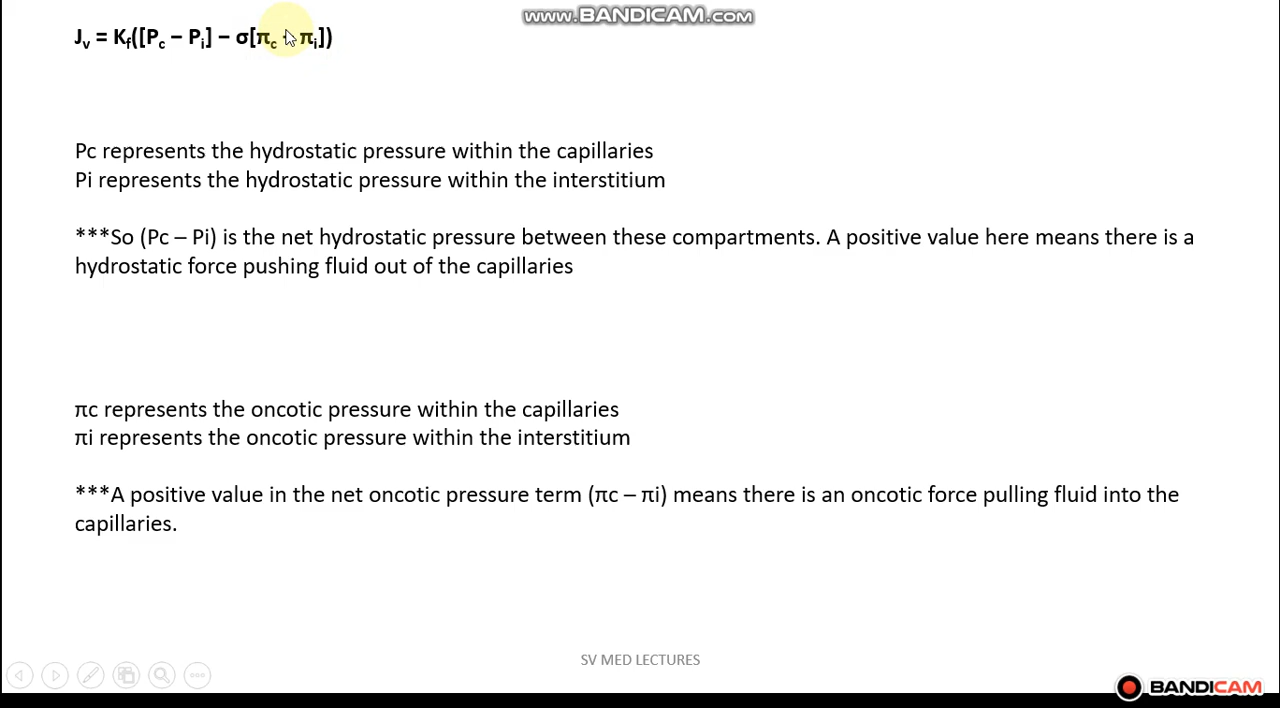 www.BANDICAM.com
Jv = Kf([Pc – Pi] – σ[πc - πi])
Pc represents the hydrostatic pressure within the capillaries
Pi represents the hydrostatic pressure within the interstitium
***So (Pc – Pi) is the net hydrostatic pressure between these compartments. A positive value here means there is a
hydrostatic force pushing fluid out of the capillaries
πc represents the oncotic pressure within the capillaries
πi represents the oncotic pressure within the interstitium
***A positive value in the net oncotic pressure term (πc – πi) means there is an oncotic force pulling fluid into the
capillaries.
SV MED LECTURES
BANDICAM